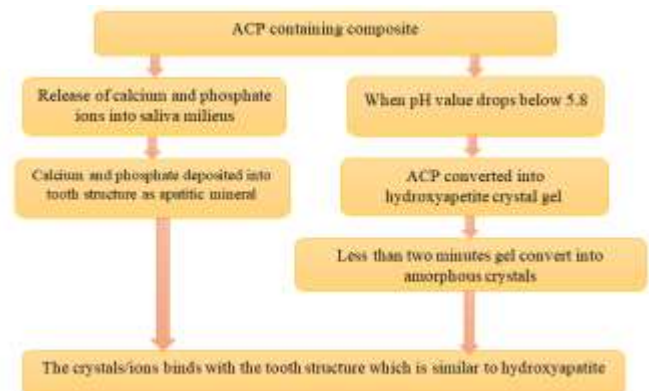 ACP containing composite
Release of calcium and phosphate
ions into saliva milieus
When pH value drops below 5.8
Calcium and phosphate deposited into
tooth structure as apatitic mineral
ACP converted into
hydroxyapetite crystal gel
Less than two minutes gel convert into
amorphous crystals
The crystals/ions binds with the tooth structure which is similar to hydroxyapatite